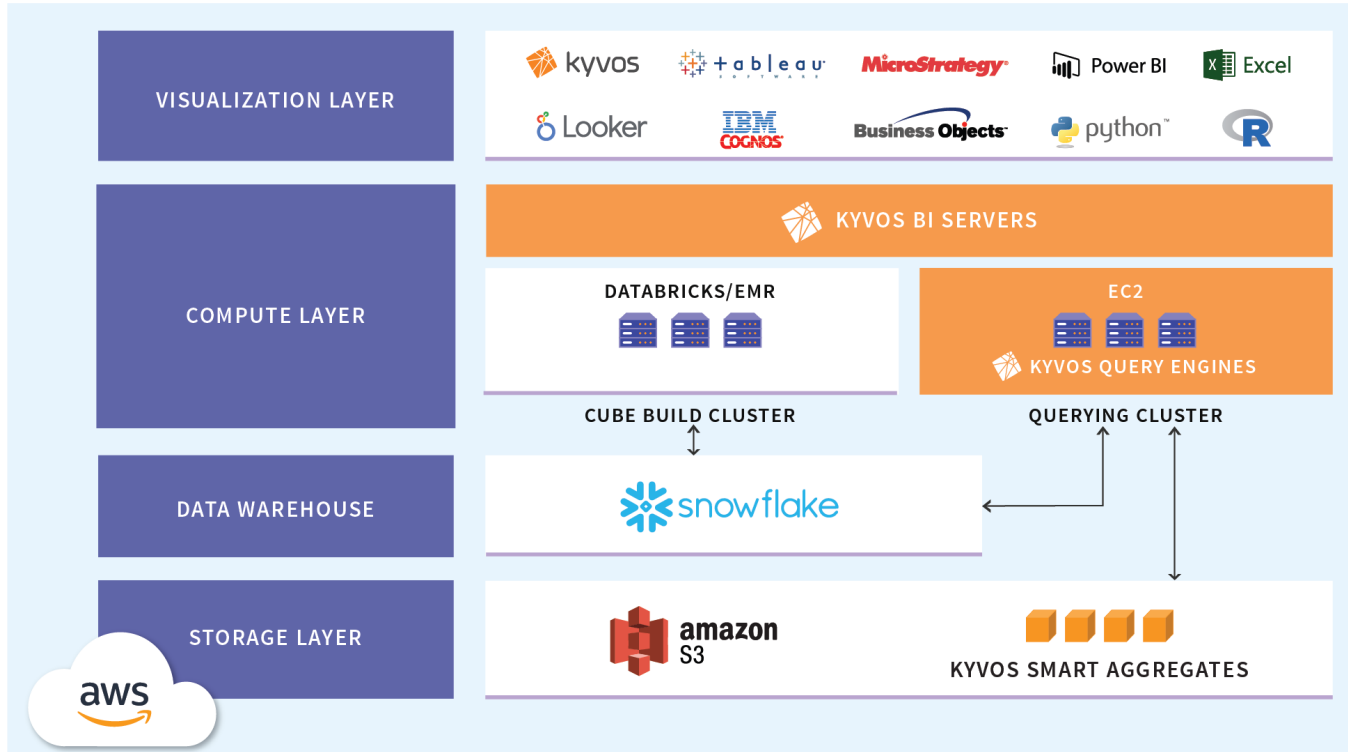 VISUALIZATION LAYER
kyvos
+ a b l e a u
S O F T W A R E
MicroStrategy
Power BI
X Excel
Looker
IBM
COGNOS
Business Objects
python™
R
COMPUTE LAYER
KYVOS BI SERVERS
DATABRICKS/EMR
EC2
KYVOS QUERY ENGINES
CUBE BUILD CLUSTER
QUERYING CLUSTER
DATA WAREHOUSE
snowflake
STORAGE LAYER
amazon
S3
KYVOS SMART AGGREGATES
aws